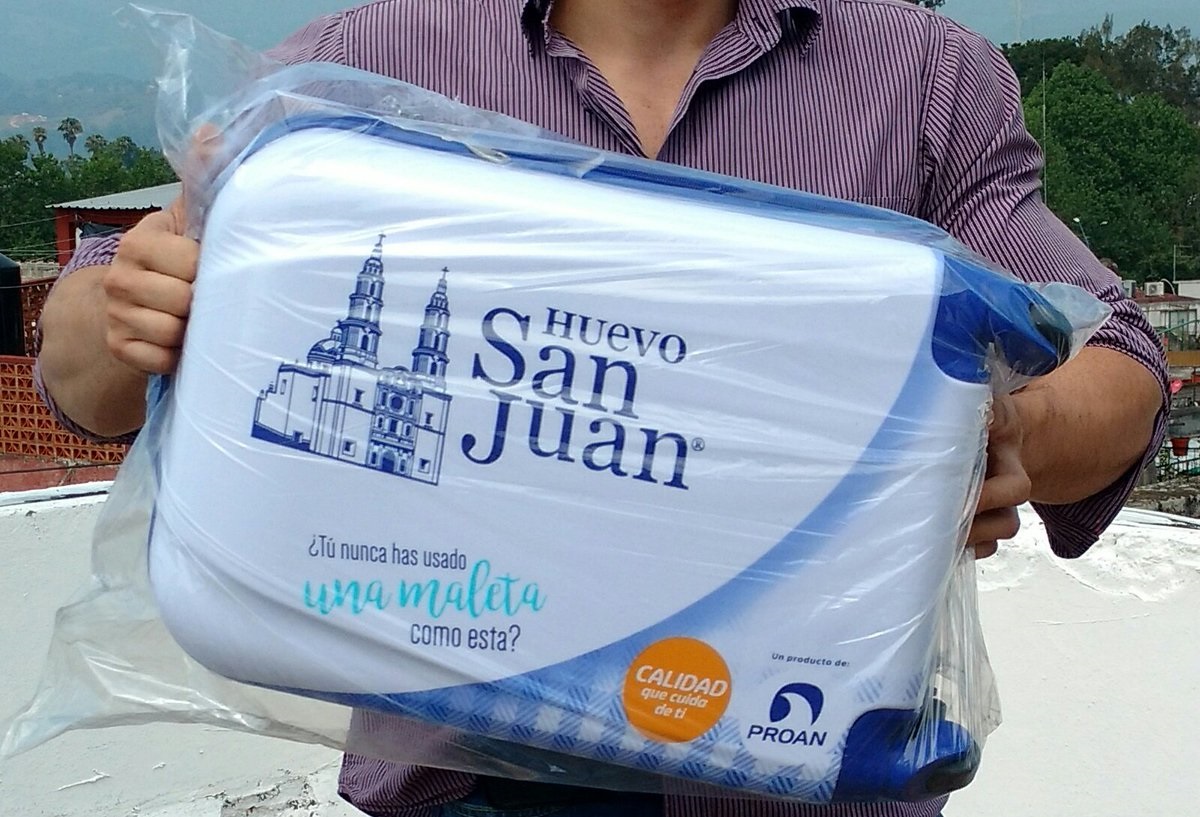 Huevo
San
Juan®
¿Tú nunca has usado
una maleta
como esta?
CALIDAD
que cuida
de ti
Un producto de:
PROAN